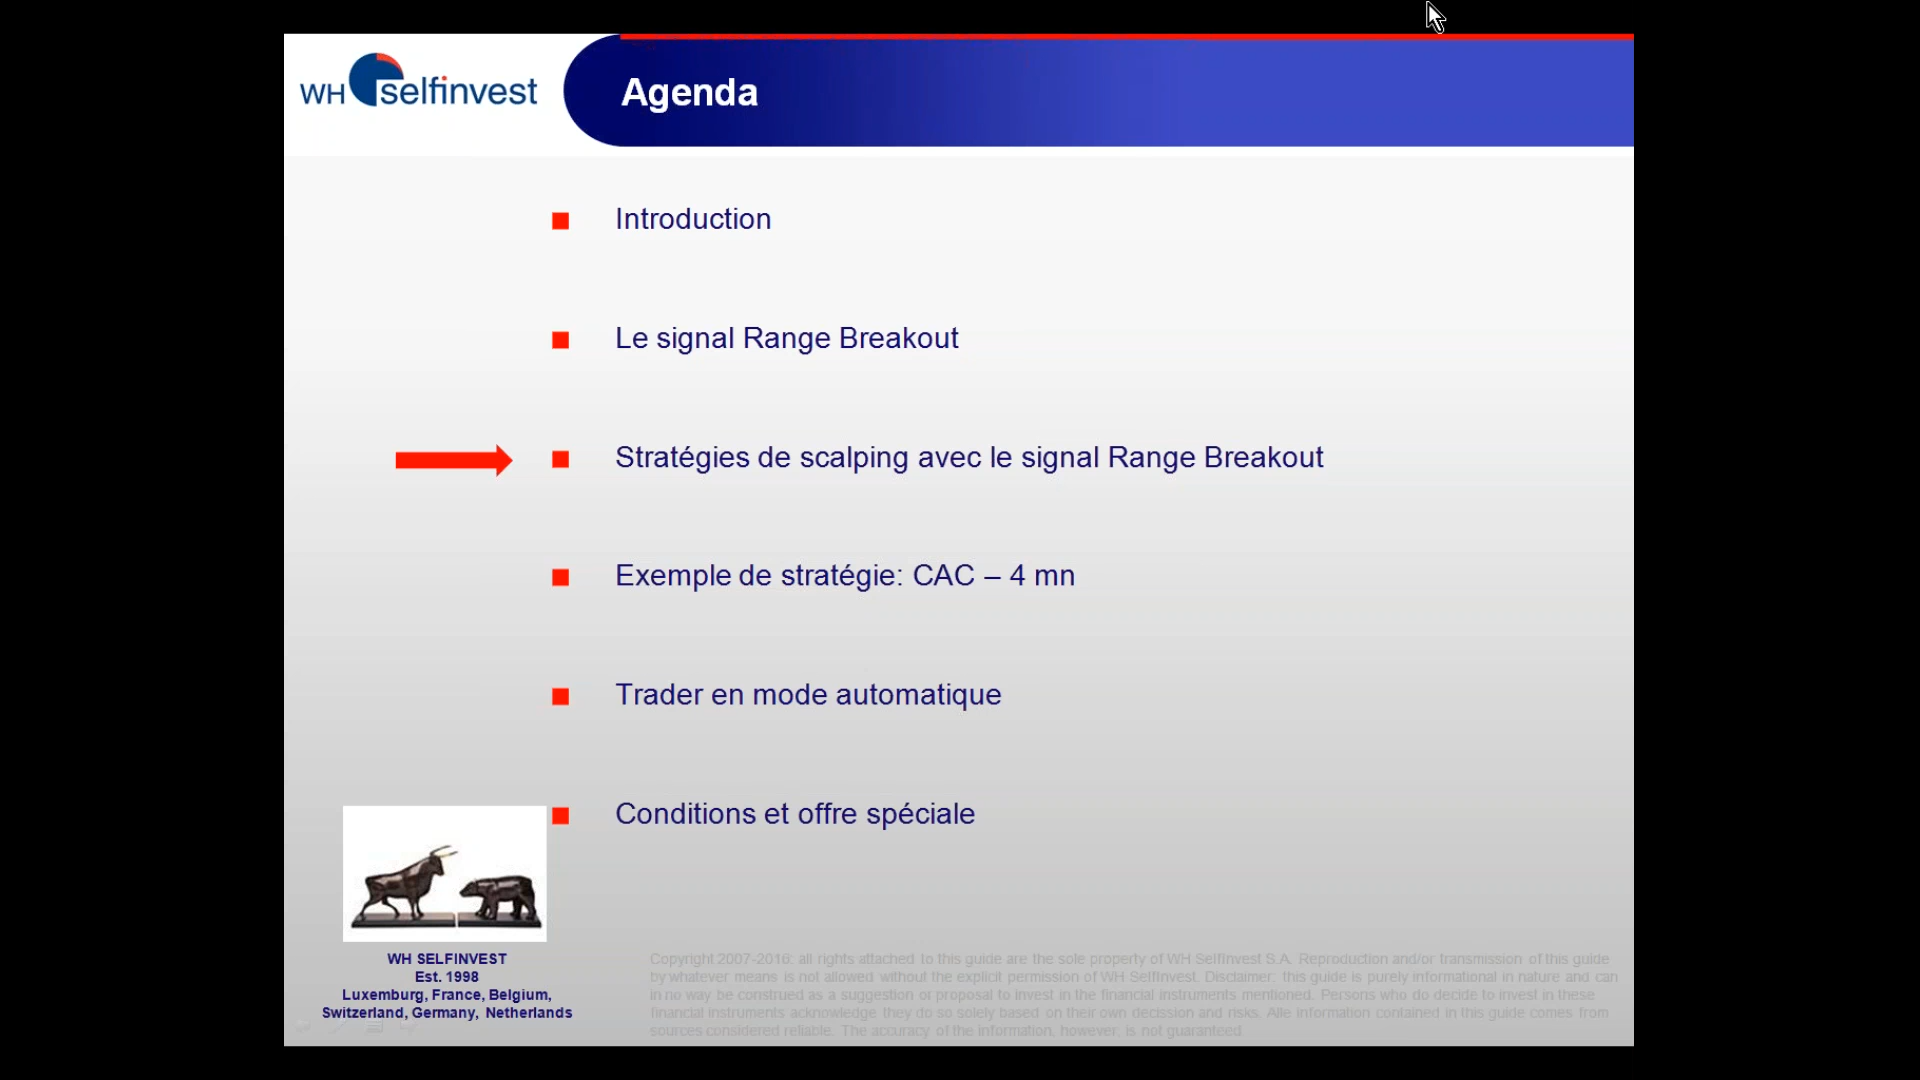 WH selfinvest
Agenda
Introduction
Le signal Range Breakout
Stratégies de scalping avec le signal Range Breakout
Exemple de stratégie: CAC – 4 mn
Trader en mode automatique
Conditions et offre spéciale
WH SELFINVEST
Est. 1998
Luxemburg, France, Belgium,
Switzerland, Germany, Netherlands
Copyright 2007-2016: all rights attached to this guide are the sole property of WH SelfInvest S.A. Reproduction and/or transmission of this guide
by whatever means is not allowed without the explicit permission of WH SelfInvest. Disclaimer: this guide is purely informational in nature and can
in no way be construed as a suggestion or proposal to invest in the financial instruments mentioned. Persons who do decide to invest in these
financial instruments acknowledge they do so solely based on their own decission and risks. Alle information contained in this guide comes from
sources considered reliable. The accuracy of the information, however, is not guaranteed